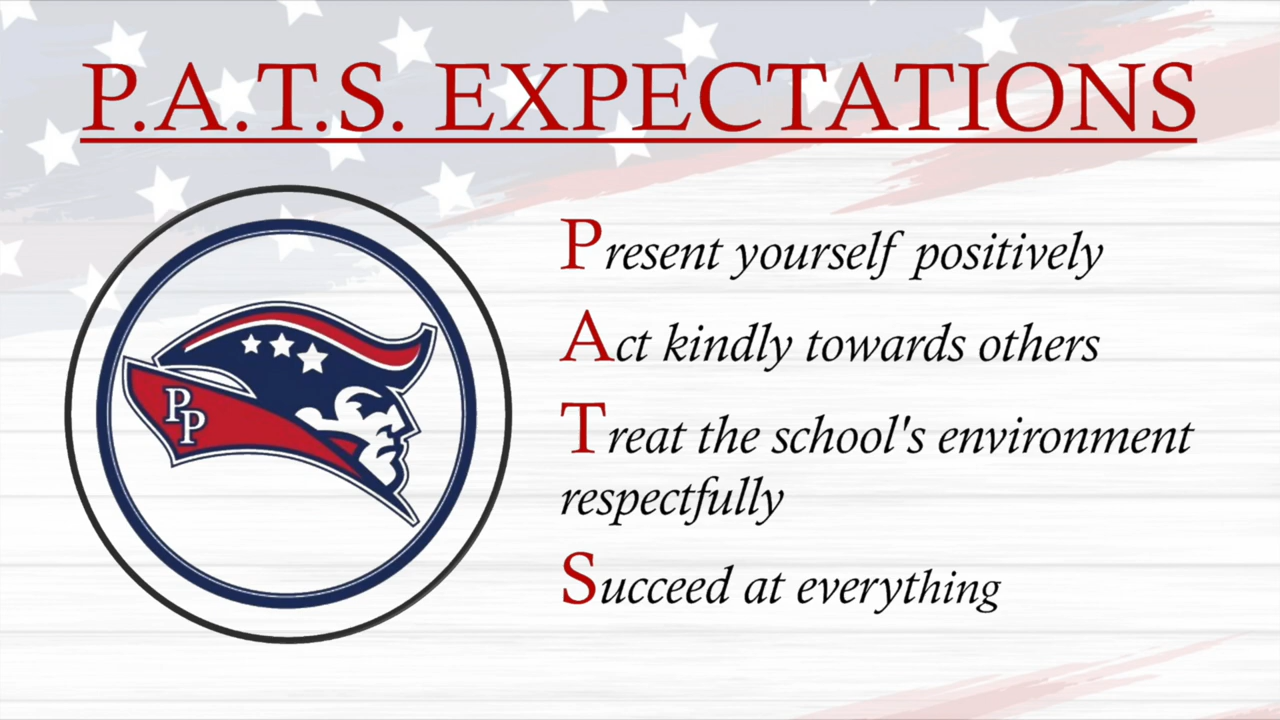 P.A.T.S. EXPECTATIONS
Present yourself positively
Act kindly towards others
Treat the school's environment
respectfully
Succeed at everything
PP